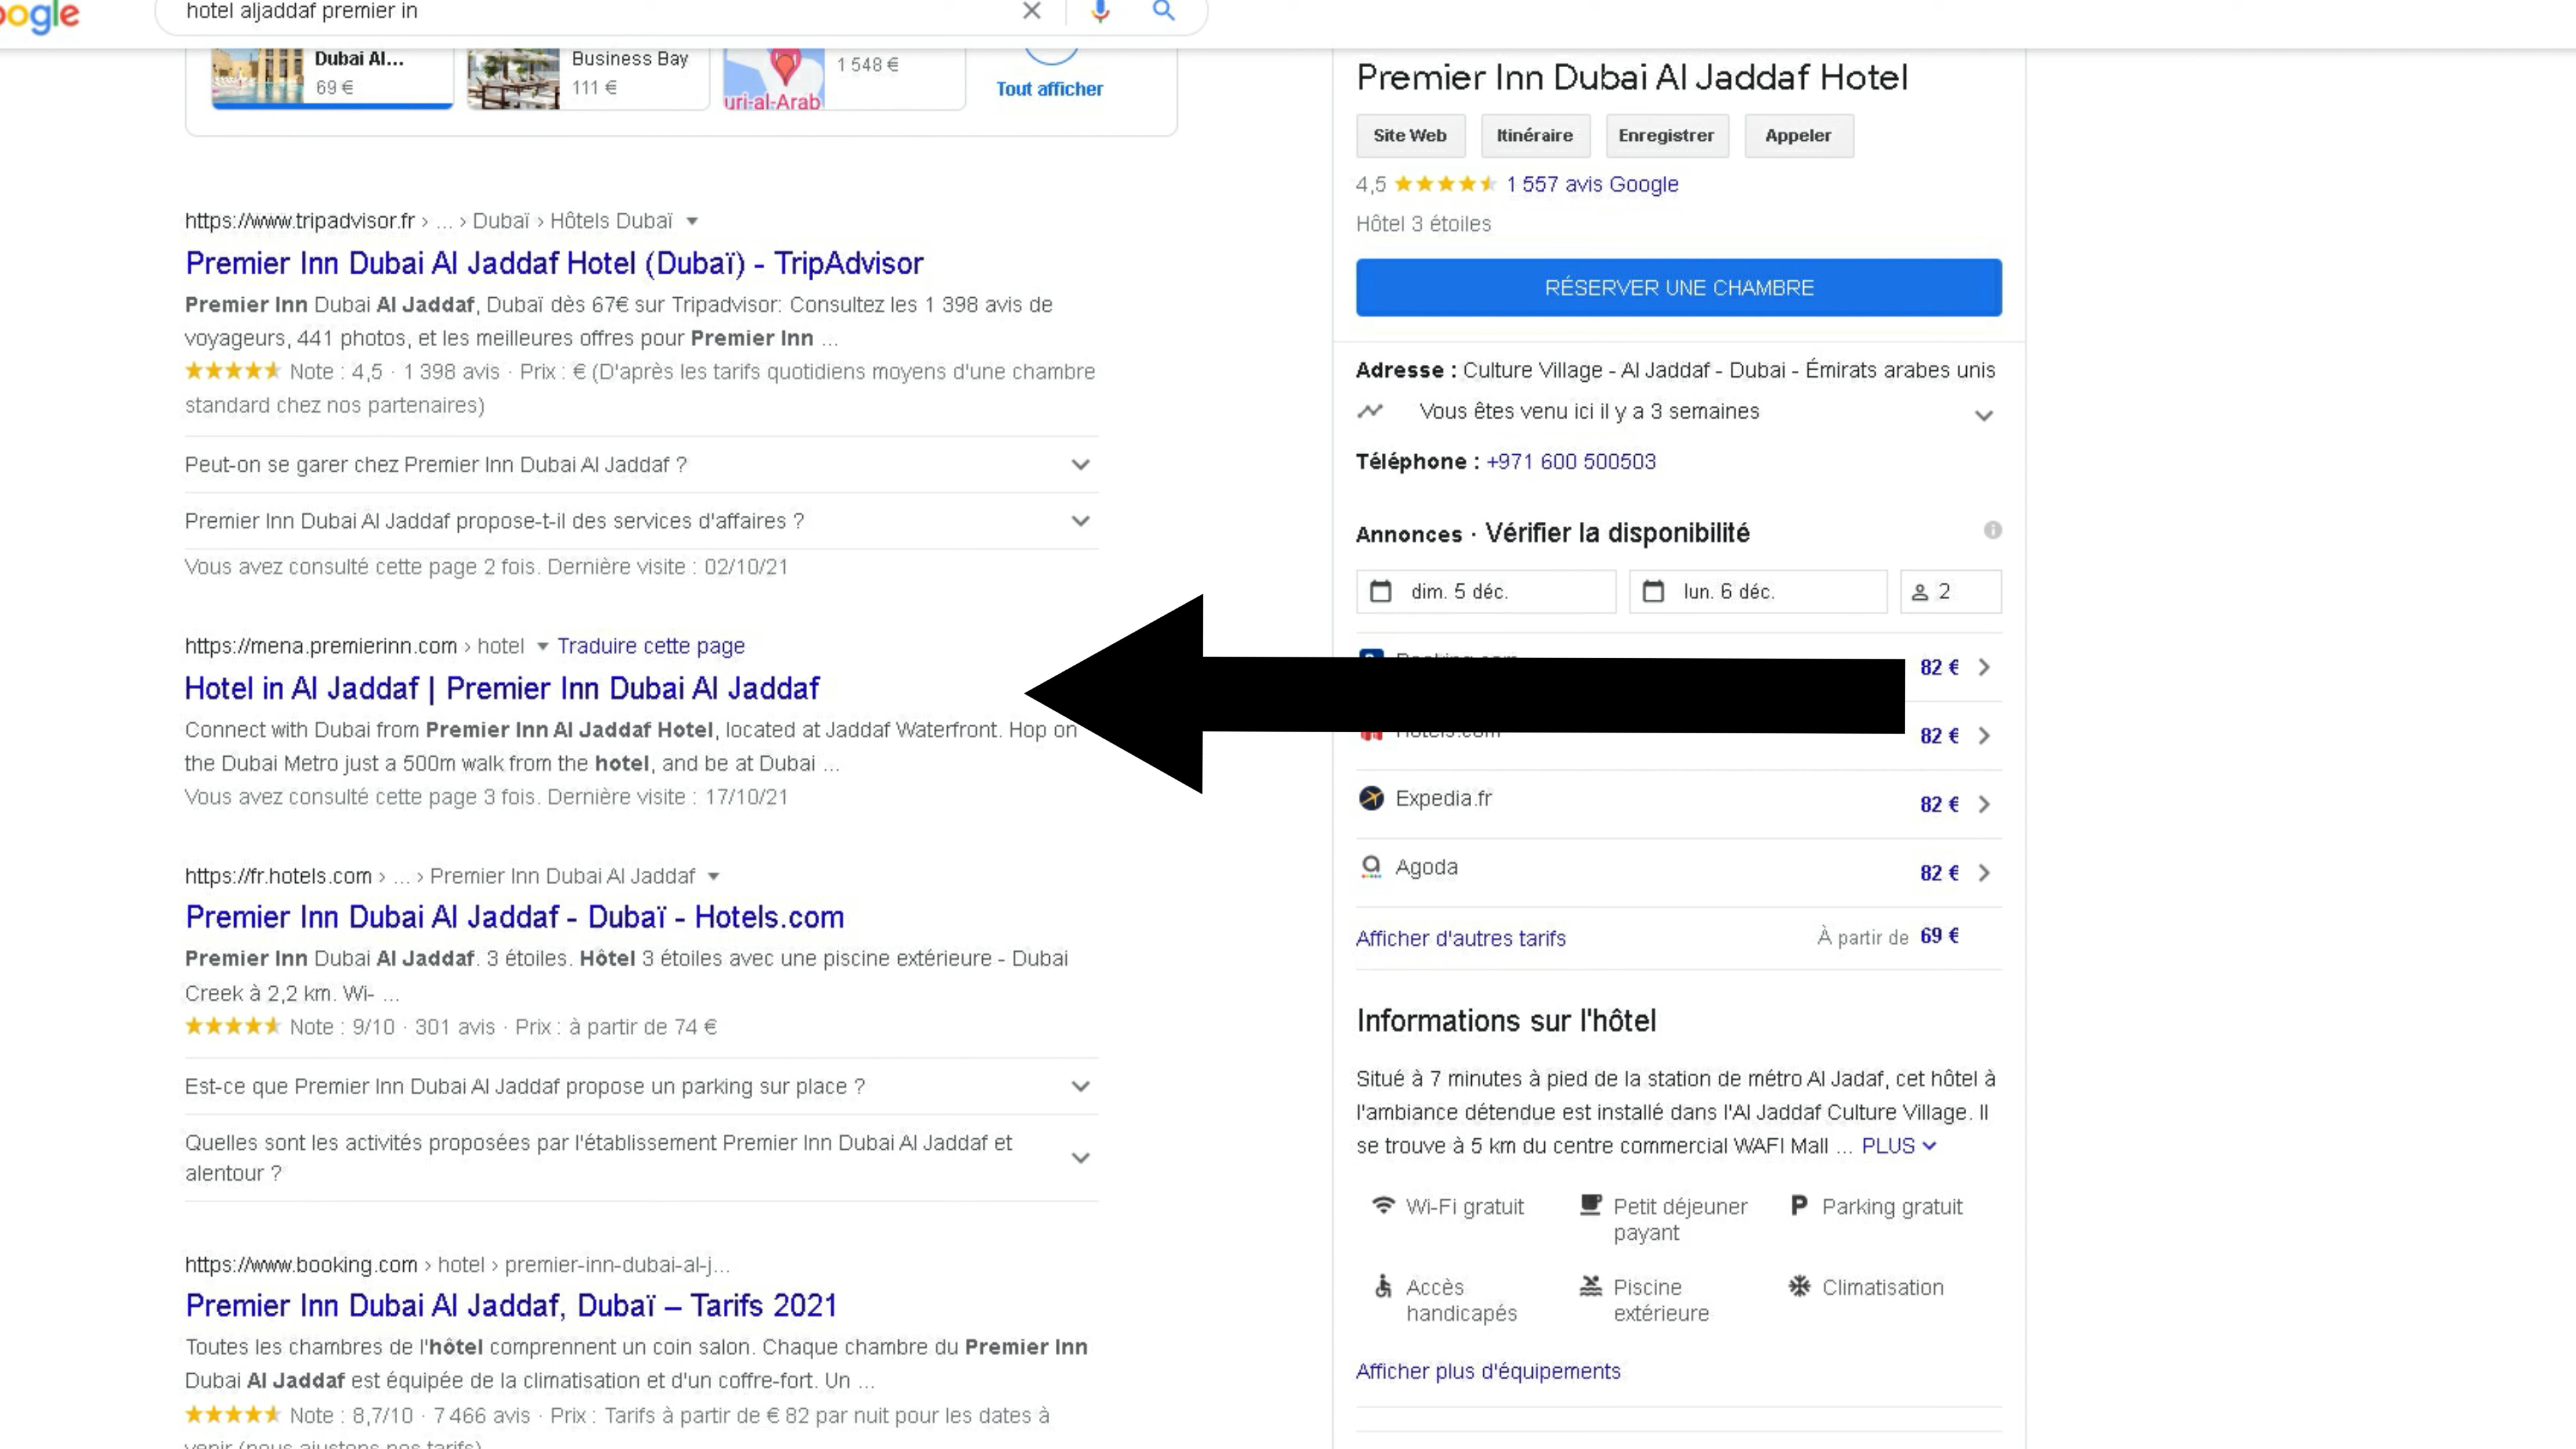 ogle
hotel aljaddaf premier in
Dubai Al...
69 €
Business Bay
111 €
uri-al-Arab
1 548 €
Tout afficher
https://www.tripadvisor.fr › ... › Dubaï › Hôtels Dubaï
Premier Inn Dubai Al Jaddaf Hotel (Dubaï) - TripAdvisor
Premier Inn Dubai Al Jaddaf, Dubaï dès 67€ sur Tripadvisor: Consultez les 1 398 avis de
voyageurs, 441 photos, et les meilleures offres pour Premier Inn ...
Note : 4,5 · 1 398 avis · Prix : € (D'après les tarifs quotidiens moyens d'une chambre
standard chez nos partenaires)
Peut-on se garer chez Premier Inn Dubai Al Jaddaf ?
Premier Inn Dubai Al Jaddaf propose-t-il des services d'affaires ?
Vous avez consulté cette page 2 fois. Dernière visite : 02/10/21
https://mena.premierinn.com › hotel Traduire cette page
Hotel in Al Jaddaf | Premier Inn Dubai Al Jaddaf
Connect with Dubai from Premier Inn Al Jaddaf Hotel, located at Jaddaf Waterfront. Hop on
the Dubai Metro just a 500m walk from the hotel, and be at Dubai ...
Vous avez consulté cette page 3 fois. Dernière visite : 17/10/21
https://fr.hotels.com › ... › Premier Inn Dubai Al Jaddaf
Premier Inn Dubai Al Jaddaf - Dubaï - Hotels.com
Premier Inn Dubai Al Jaddaf. 3 étoiles. Hôtel 3 étoiles avec une piscine extérieure - Dubai
Creek à 2,2 km. Wi- ...
Note : 9/10 · 301 avis · Prix : à partir de 74 €
Est-ce que Premier Inn Dubai Al Jaddaf propose un parking sur place ?
Quelles sont les activités proposées par l'établissement Premier Inn Dubai Al Jaddaf et
alentour ?
https://www.booking.com › hotel › premier-inn-dubai-al-j...
Premier Inn Dubai Al Jaddaf, Dubaï – Tarifs 2021
Toutes les chambres de l'hôtel comprennent un coin salon. Chaque chambre du Premier Inn
Dubai Al Jaddaf est équipée de la climatisation et d'un coffre-fort. Un ...
Note : 8,7/10 · 7 466 avis · Prix : Tarifs à partir de € 82 par nuit pour les dates à
venir (nous ajustons nos tarifs)
Premier Inn Dubai Al Jaddaf Hotel
Site Web Itinéraire Enregistrer Appeler
4,5 1 557 avis Google
Hôtel 3 étoiles
RÉSERVER UNE CHAMBRE
Adresse : Culture Village - Al Jaddaf - Dubai - Émirats arabes unis
Vous êtes venu ici il y a 3 semaines
Téléphone : +971 600 500503
Annonces · Vérifier la disponibilité
dim. 5 déc. lun. 6 déc. 2
Booking.com 82 €
Hotels.com 82 €
Expedia.fr 82 €
Agoda 82 €
Afficher d'autres tarifs À partir de 69 €
Informations sur l'hôtel
Situé à 7 minutes à pied de la station de métro Al Jadaf, cet hôtel à
l'ambiance détendue est installé dans l'Al Jaddaf Culture Village. Il
se trouve à 5 km du centre commercial WAFI Mall ... PLUS
Wi-Fi gratuit
Petit déjeuner
payant
P Parking gratuit
Accès
handicapés
Piscine
extérieure
Climatisation
Afficher plus d'équipements